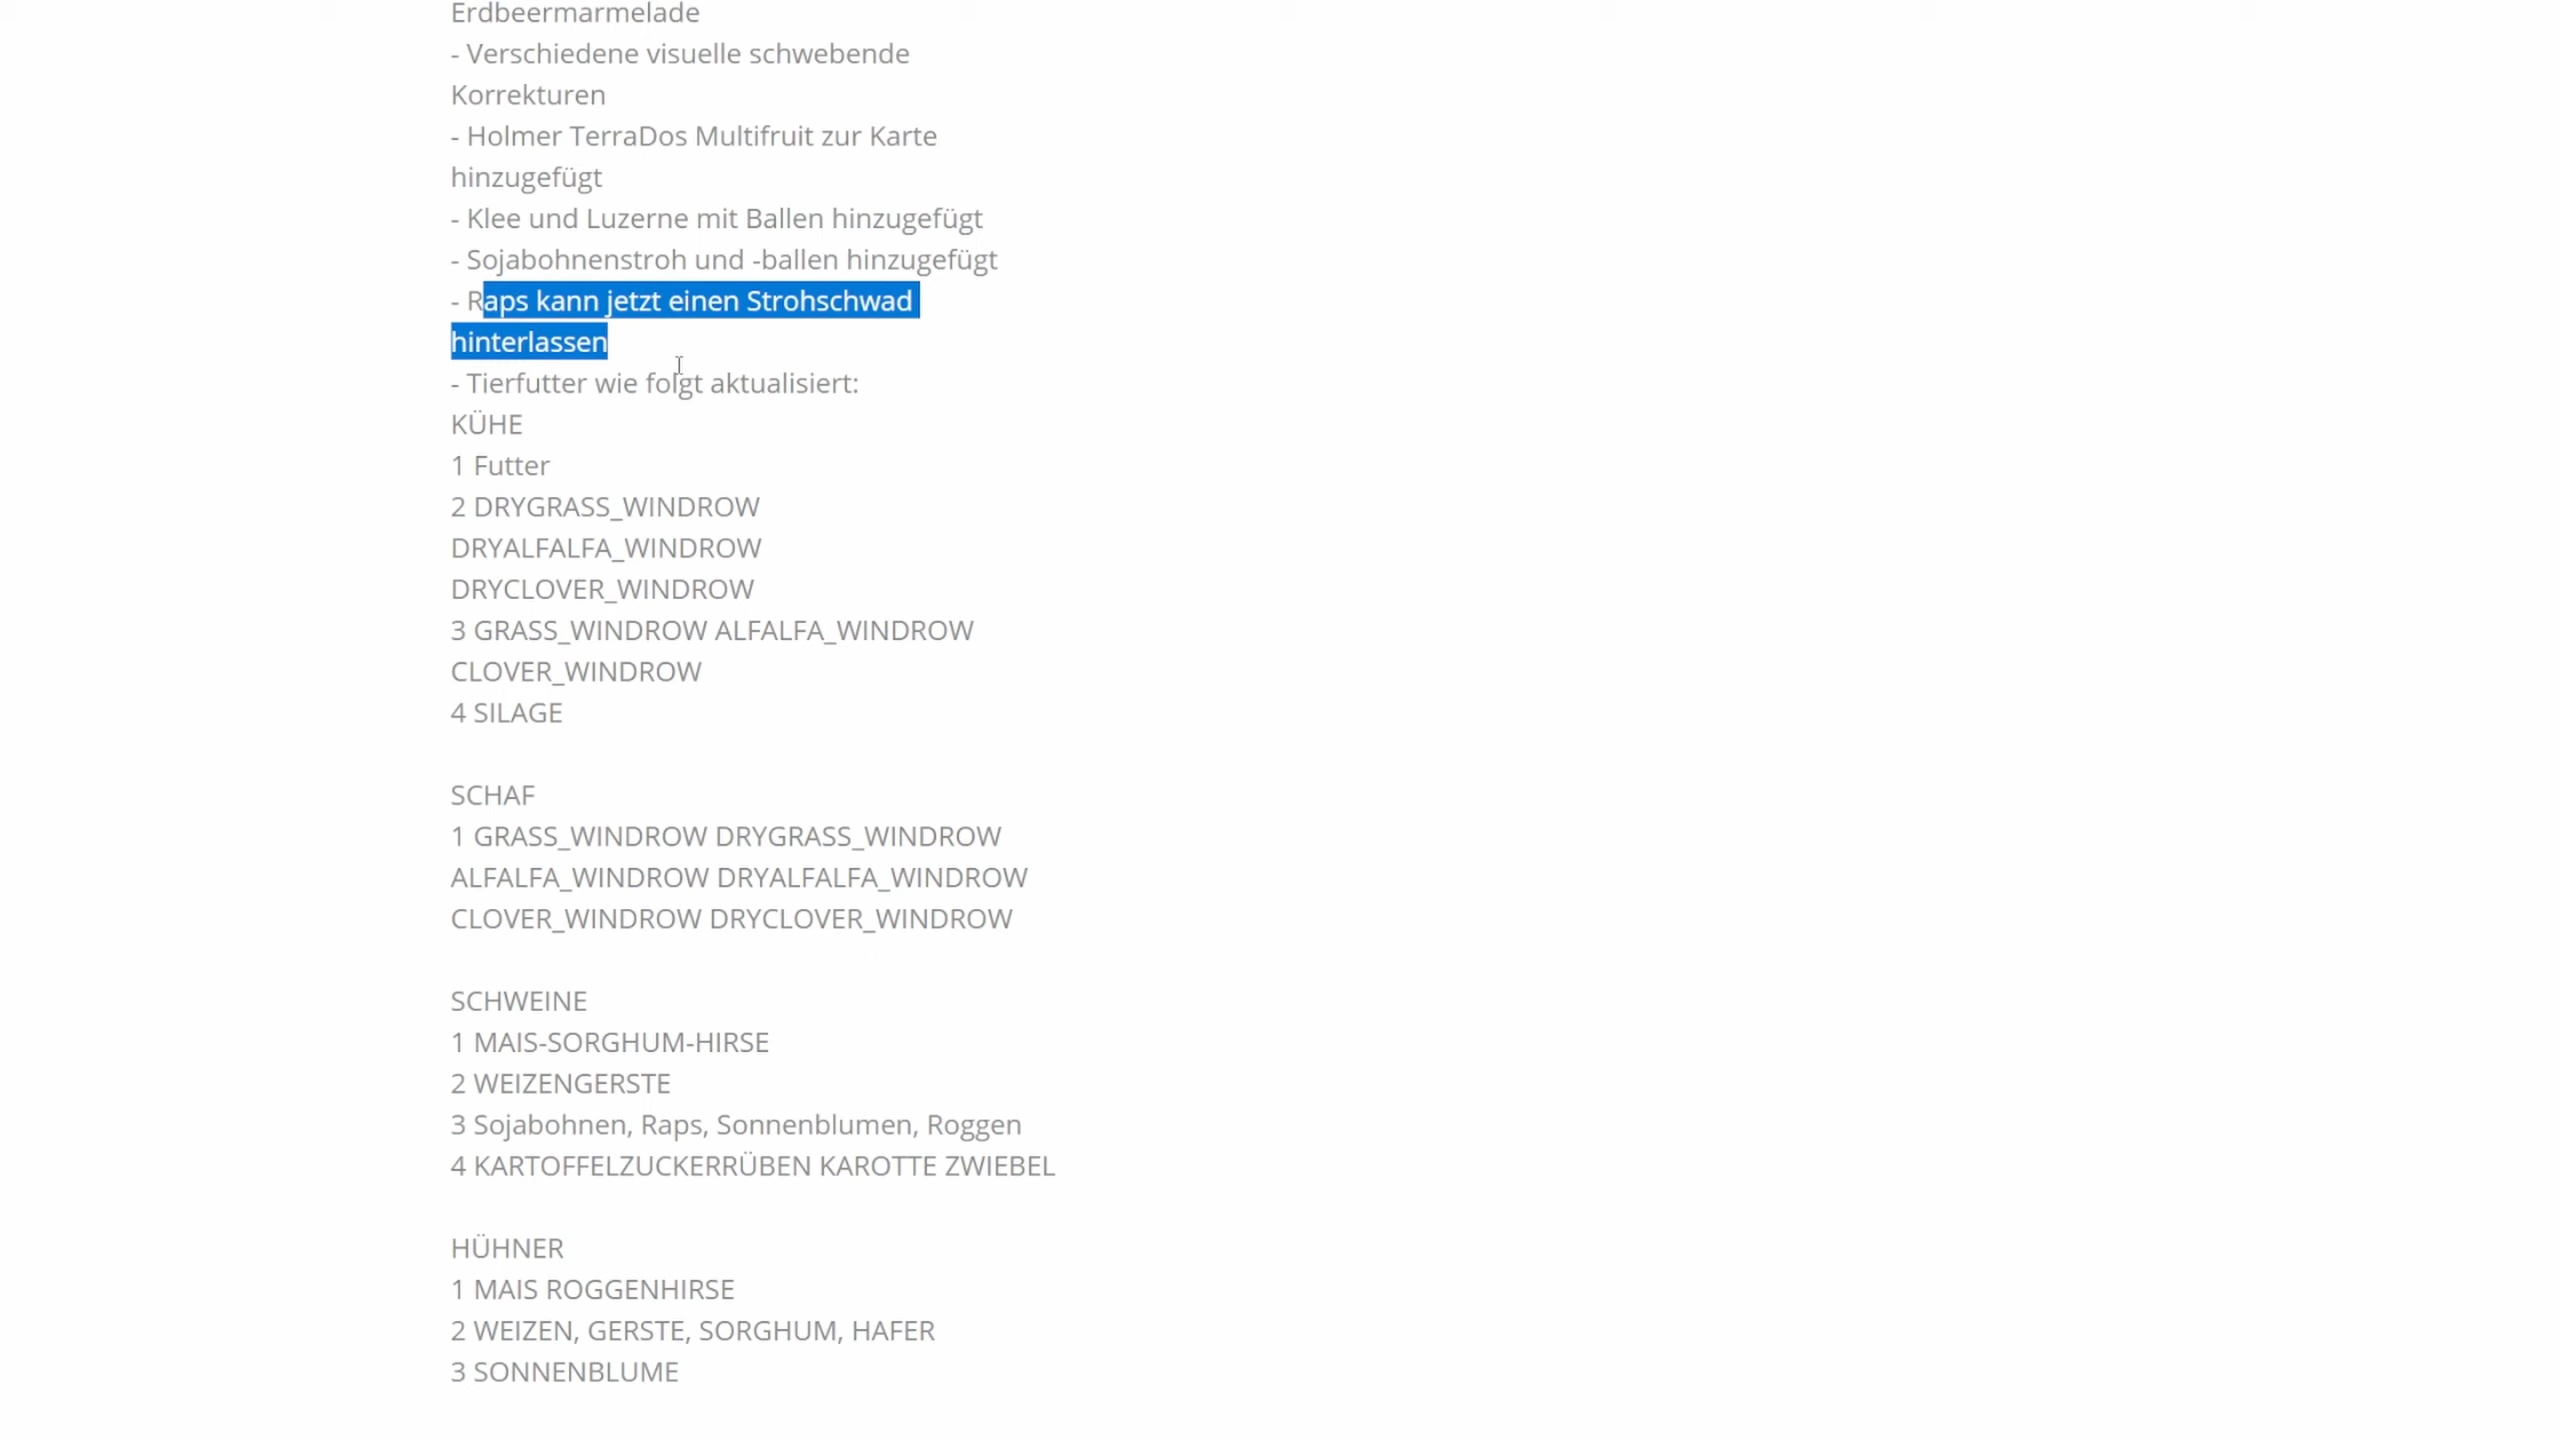 Erdbeermarmelade
- Verschiedene visuelle schwebende
Korrekturen
- Holmer TerraDos Multifruit zur Karte
hinzugefügt
- Klee und Luzerne mit Ballen hinzugefügt
- Sojabohnenstroh und -ballen hinzugefügt
- Raps kann jetzt einen Strohschwad
hinterlassen
- Tierfutter wie folgt aktualisiert:
KÜHE
1 Futter
2 DRYGRASS_WINDROW
DRYALFALFA_WINDROW
DRYCLOVER_WINDROW
3 GRASS_WINDROW ALFALFA_WINDROW
CLOVER_WINDROW
4 SILAGE
SCHAF
1 GRASS_WINDROW DRYGRASS_WINDROW
ALFALFA_WINDROW DRYALFALFA_WINDROW
CLOVER_WINDROW DRYCLOVER_WINDROW
SCHWEINE
1 MAIS-SORGHUM-HIRSE
2 WEIZENGERSTE
3 Sojabohnen, Raps, Sonnenblumen, Roggen
4 KARTOFFELZUCKERRÜBEN KAROTTE ZWIEBEL
HÜHNER
1 MAIS ROGGENHIRSE
2 WEIZEN, GERSTE, SORGHUM, HAFER
3 SONNENBLUME